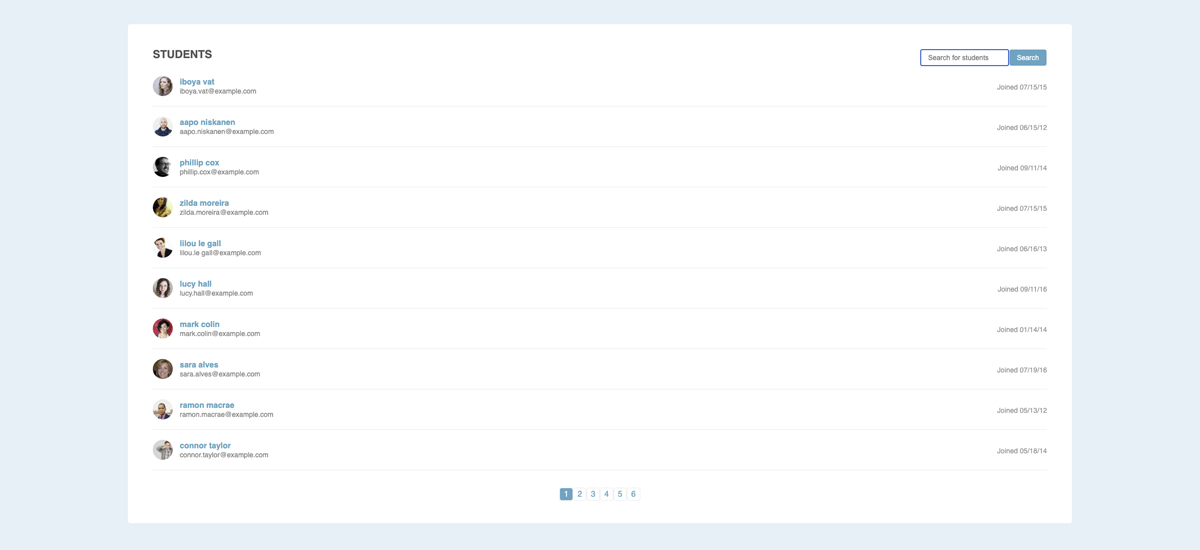 STUDENTS
Search for students Search
iboya vat
iboya.vat@example.com
Joined 07/15/15
aapo niskanen
aapo.niskanen@example.com
Joined 06/15/12
phillip cox
phillip.cox@example.com
Joined 09/11/14
zilda moreira
zilda.moreira@example.com
Joined 07/15/15
lilou le gall
lilou.le gall@example.com
Joined 06/16/13
lucy hall
lucy.hall@example.com
Joined 09/11/16
mark colin
mark.colin@example.com
Joined 01/14/14
sara alves
sara.alves@example.com
Joined 07/19/16
ramon macrae
ramon.macrae@example.com
Joined 05/13/12
connor taylor
connor.taylor@example.com
Joined 05/18/14
1 2 3 4 5 6